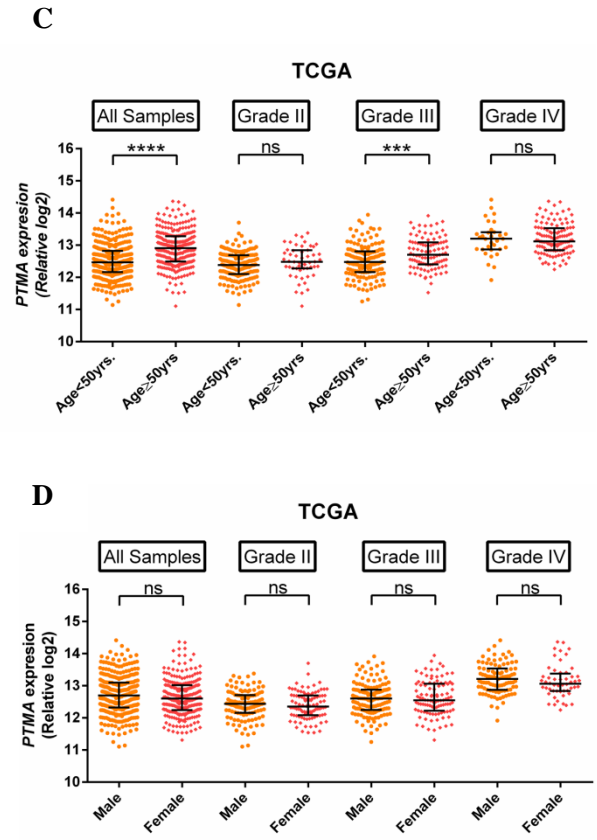 C
TCGA
All Samples Grade II Grade III Grade IV
**** ns *** ns
PTMA expresion
(Relative log2)
16
15
14
13
12
11
10
Age<50yrs. Age≥50yrs Age<50yrs. Age≥50yrs Age<50yrs. Age≥50yrs Age<50yrs. Age≥50yrs
D
TCGA
All Samples Grade II Grade III Grade IV
ns ns ns ns
PTMA expresion
(Relative log2)
16
15
14
13
12
11
10
Male Female Male Female Male Female Male Female